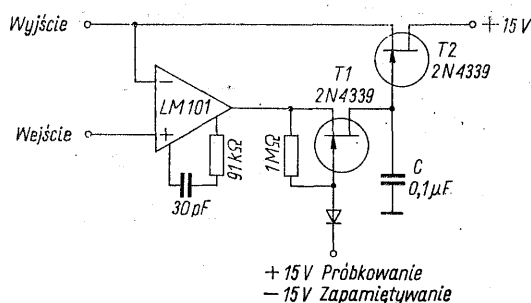 Wyjście
+ 15 V
T2
2N4339
T1
2N4339
LM101
Wejście
91kΩ
1MΩ
30pF
C
0,1μF
+ 15 V Próbkowanie
− 15 V Zapamiętywanie